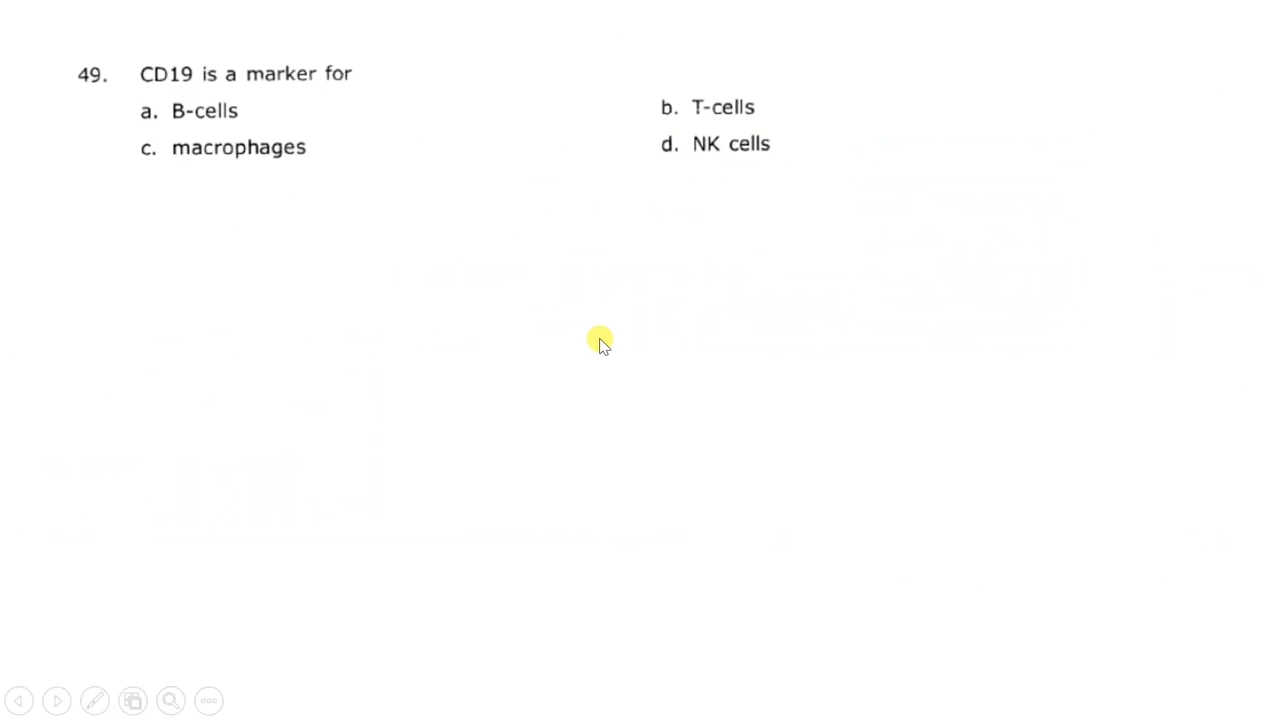 49. CD19 is a marker for
a. B-cells
b. T-cells
c. macrophages
d. NK cells